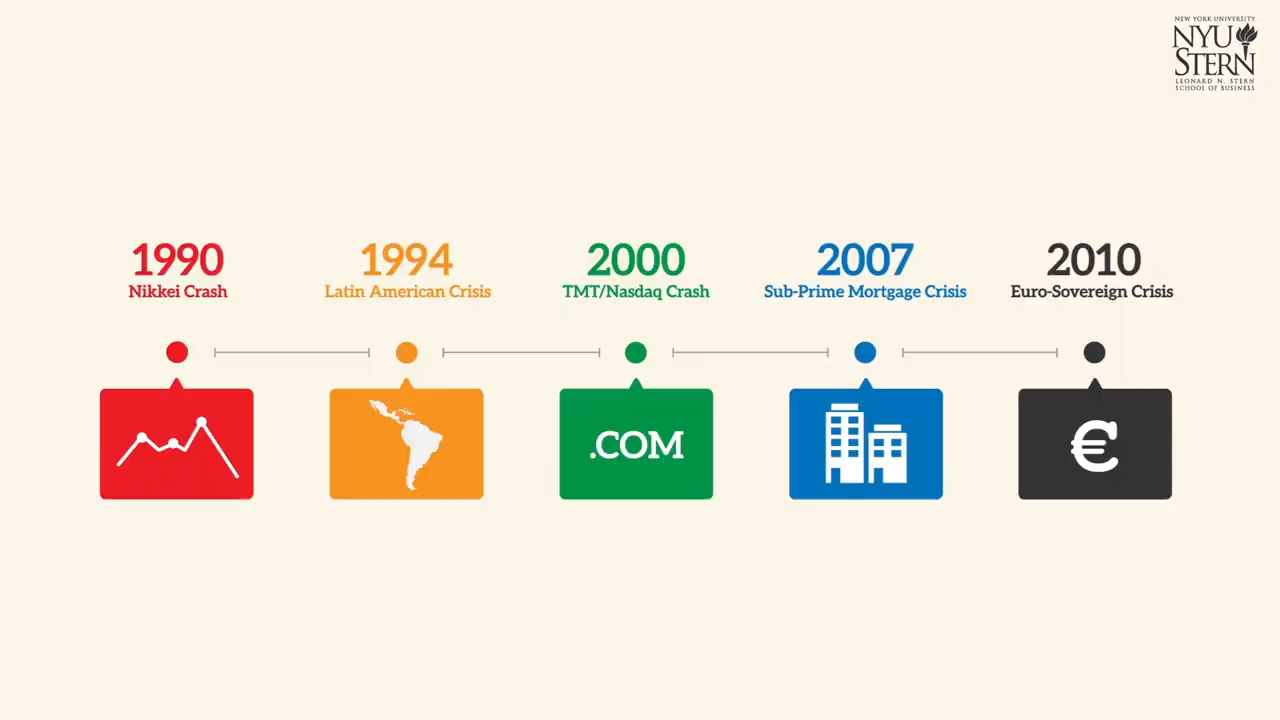 NEW YORK UNIVERSITY
NYU
STERN
LEONARD N. STERN
SCHOOL OF BUSINESS
1990
Nikkei Crash
1994
Latin American Crisis
2000
TMT/Nasdaq Crash
2007
Sub-Prime Mortgage Crisis
2010
Euro-Sovereign Crisis
.COM
€